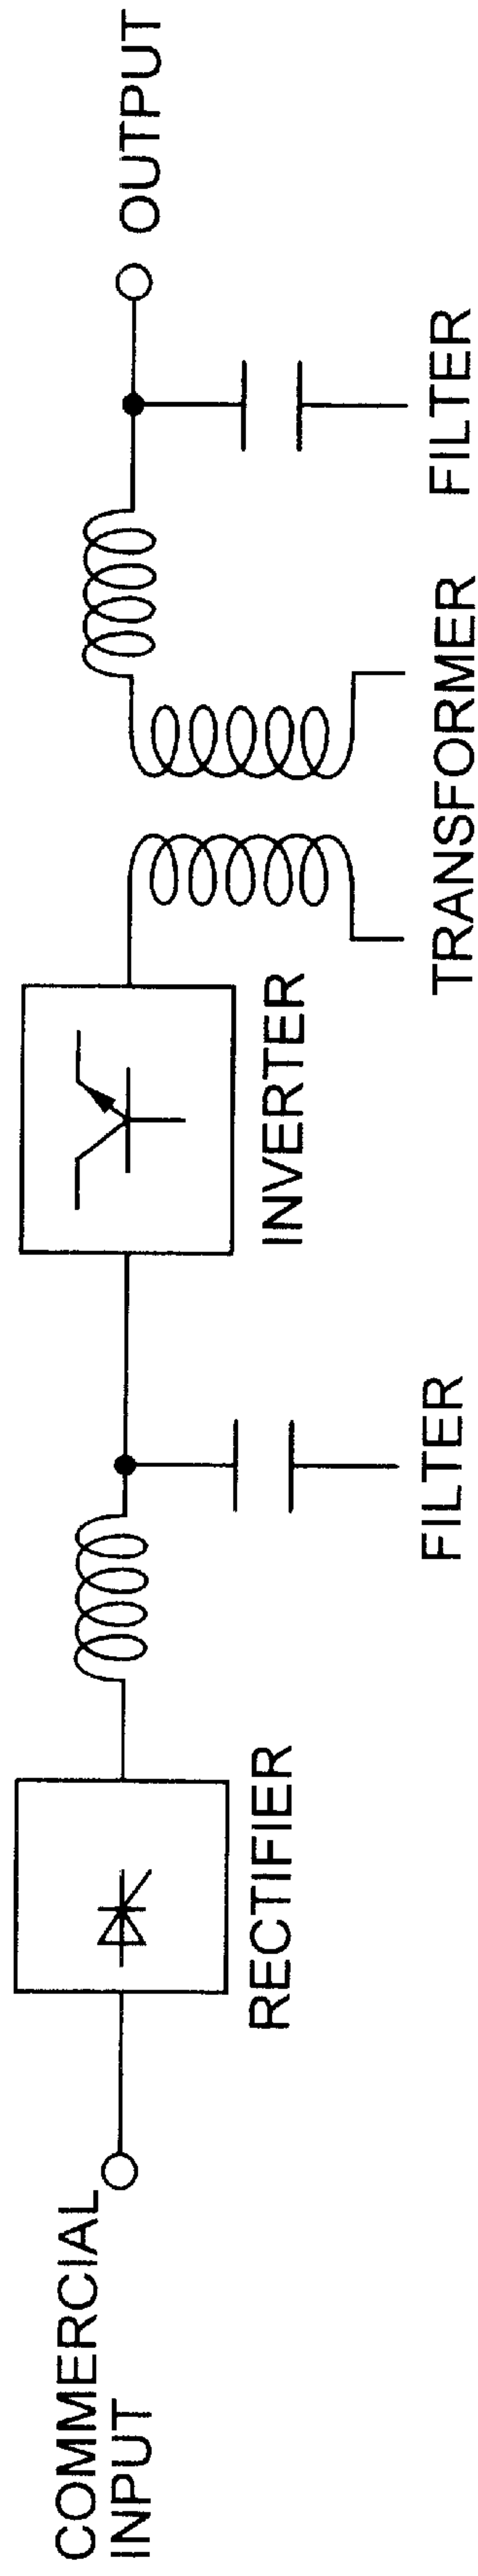 COMMERCIAL
INPUT
RECTIFIER
FILTER
INVERTER
TRANSFORMER
FILTER
OUTPUT